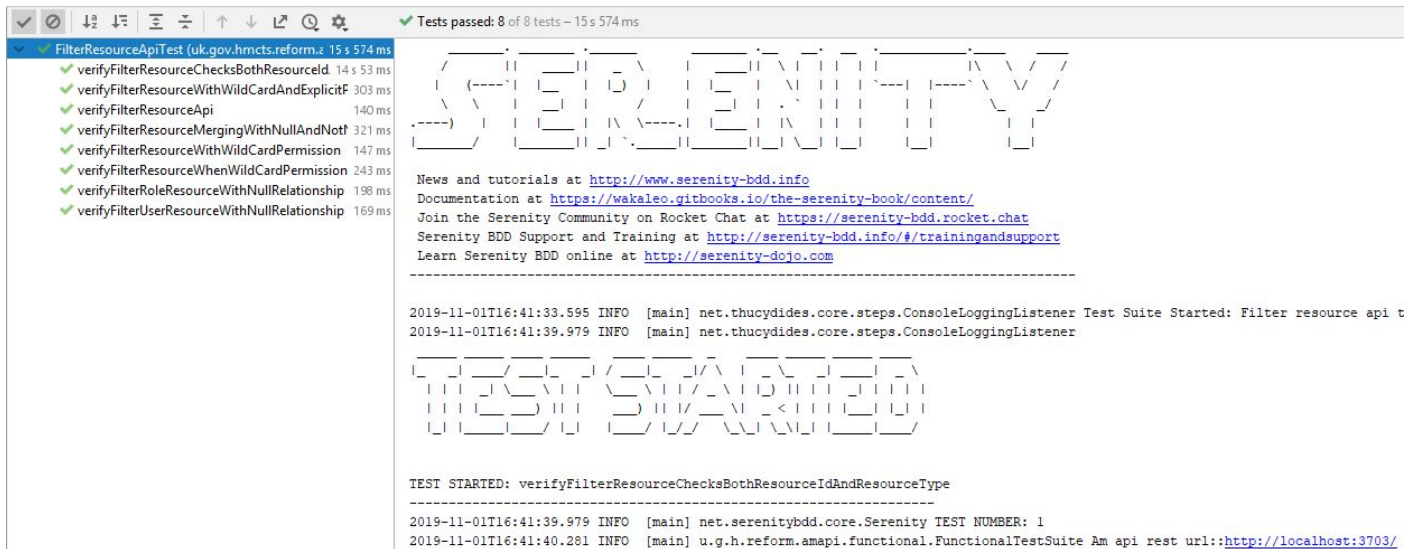 Tests passed: 8 of 8 tests – 15 s 574 ms
FilterResourceApiTest (uk.gov.hmcts.reform.a 15 s 574 ms
verifyFilterResourceChecksBothResourceId. 14 s 53 ms
verifyFilterResourceWithWildCardAndExplicitF 303 ms
verifyFilterResourceApi 140 ms
verifyFilterResourceMergingWithNullAndNotN 321 ms
verifyFilterResourceWithWildCardPermission 147 ms
verifyFilterResourceWhenWildCardPermission 243 ms
verifyFilterRoleResourceWithNullRelationship 198 ms
verifyFilterUserResourceWithNullRelationship 169 ms
SERENITY
News and tutorials at http://www.serenity-bdd.info
Documentation at https://wakaleo.gitbooks.io/the-serenity-book/content/
Join the Serenity Community on Rocket Chat at https://serenity-bdd.rocket.chat
Serenity BDD Support and Training at http://serenity-bdd.info/#/trainingandsupport
Learn Serenity BDD online at http://serenity-dojo.com
2019-11-01T16:41:33.595 INFO [main] net.thucydides.core.steps.ConsoleLoggingListener Test Suite Started: Filter resource api t
2019-11-01T16:41:39.979 INFO [main] net.thucydides.core.steps.ConsoleLoggingListener
TEST STARTED
TEST STARTED: verifyFilterResourceChecksBothResourceIdAndResourceType
2019-11-01T16:41:39.979 INFO [main] net.serenitybdd.core.Serenity TEST NUMBER: 1
2019-11-01T16:41:40.281 INFO [main] u.g.h.reform.amapi.functional.FunctionalTestSuite Am api rest url::http://localhost:3703/